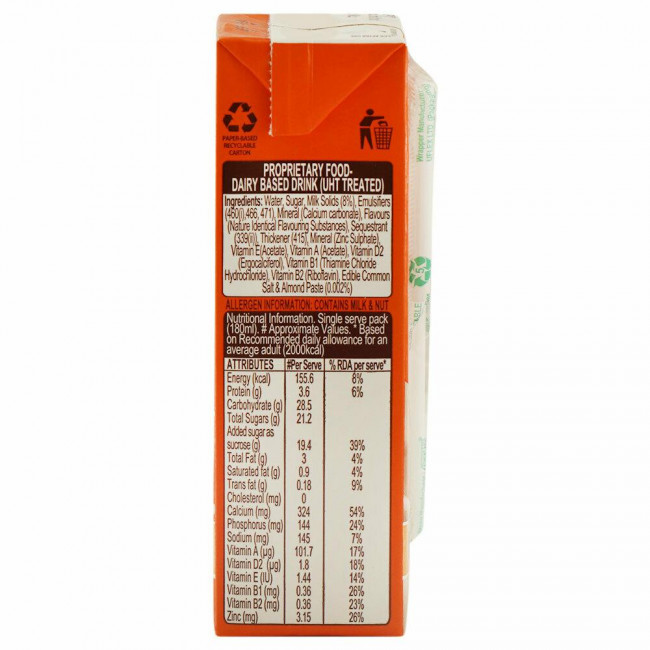 PAPER-BASED
RECYCLABLE
CARTON
PROPRIETARY FOOD-
DAIRY BASED DRINK (UHT TREATED)
Ingredients: Water, Sugar, Milk Solids (8%), Emulsifiers
(460(i),466, 471), Mineral (Calcium carbonate), Flavours
(Nature Identical Flavouring Substances), Sequestrant
(339(ii)), Thickener (415), Mineral (Zinc Sulphate),
Vitamin E(Acetate), Vitamin A (Acetate), Vitamin D2
(Ergocalciferol), Vitamin B1 (Thiamine Chloride
Hydrochloride), Vitamin B2 (Riboflavin), Edible Common
Salt & Almond Paste (0.002%)
ALLERGEN INFORMATION: CONTAINS MILK & NUT
Nutritional Information. Single serve pack
(180ml). # Approximate Values. * Based
on Recommended daily allowance for an
average adult (2000kcal)
ATTRIBUTES #Per Serve % RDA per serve*
Energy (kcal) 155.6 8%
Protein (g) 3.6 6%
Carbohydrate (g) 28.5
Total Sugars (g) 21.2
Added sugar as
sucrose (g) 19.4 39%
Total Fat (g) 3 4%
Saturated fat (g) 0.9 4%
Trans fat (g) 0.18 9%
Cholesterol (mg) 0
Calcium (mg) 324 54%
Phosphorus (mg) 144 24%
Sodium (mg) 145 7%
Vitamin A (µg) 101.7 17%
Vitamin D2 (µg) 1.8 18%
Vitamin E (IU) 1.44 14%
Vitamin B1 (mg) 0.36 26%
Vitamin B2 (mg) 0.36 23%
Zinc (mg) 3.15 26%
Wrapper Manufacture
5